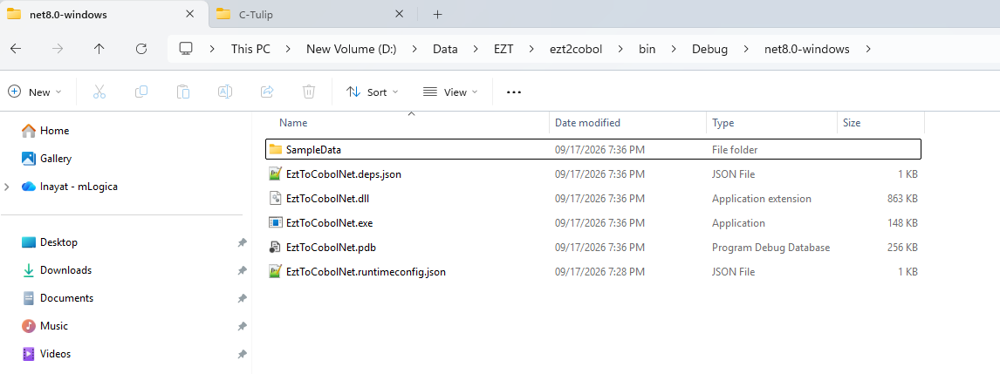 net8.0-windows
C-Tulip
This PC > New Volume (D:) > Data > EZT > ezt2cobol > bin > Debug > net8.0-windows >
New Sort View
Name Date modified Type Size
Home
Gallery
Inayat - mLogica
Desktop
Downloads
Documents
Music
Videos
SampleData 09/17/2026 7:36 PM File folder
EztToCobolNet.deps.json 09/17/2026 7:36 PM JSON File 1 KB
EztToCobolNet.dll 09/17/2026 7:36 PM Application extension 863 KB
EztToCobolNet.exe 09/17/2026 7:36 PM Application 148 KB
EztToCobolNet.pdb 09/17/2026 7:36 PM Program Debug Database 256 KB
EztToCobolNet.runtimeconfig.json 09/17/2026 7:28 PM JSON File 1 KB